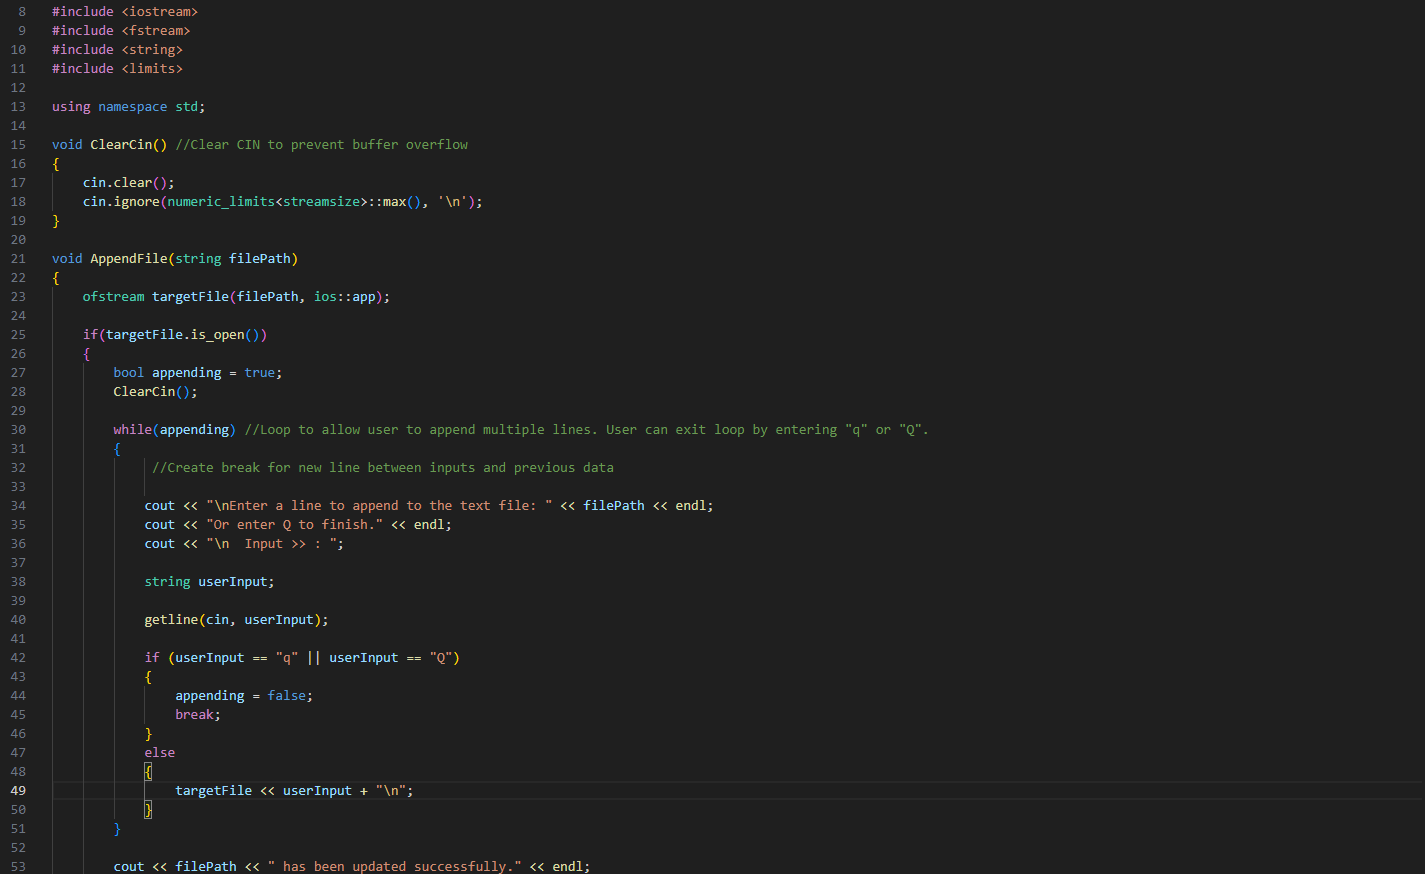 8 #include <iostream>
9 #include <fstream>
10 #include <string>
11 #include <limits>
12
13 using namespace std;
14
15 void ClearCin() //Clear CIN to prevent buffer overflow
16 {
17     cin.clear();
18     cin.ignore(numeric_limits<streamsize>::max(), '\n');
19 }
20
21 void AppendFile(string filePath)
22 {
23     ofstream targetFile(filePath, ios::app);
24
25     if(targetFile.is_open())
26     {
27         bool appending = true;
28         ClearCin();
29
30         while(appending) //Loop to allow user to append multiple lines. User can exit loop by entering "q" or "Q".
31         {
32              //Create break for new line between inputs and previous data
33
34             cout << "\nEnter a line to append to the text file: " << filePath << endl;
35             cout << "Or enter Q to finish." << endl;
36             cout << "\n  Input >> : ";
37
38             string userInput;
39
40             getline(cin, userInput);
41
42             if (userInput == "q" || userInput == "Q")
43             {
44                 appending = false;
45                 break;
46             }
47             else
48             {
49                 targetFile << userInput + "\n";
50             }
51         }
52
53         cout << filePath << " has been updated successfully." << endl;